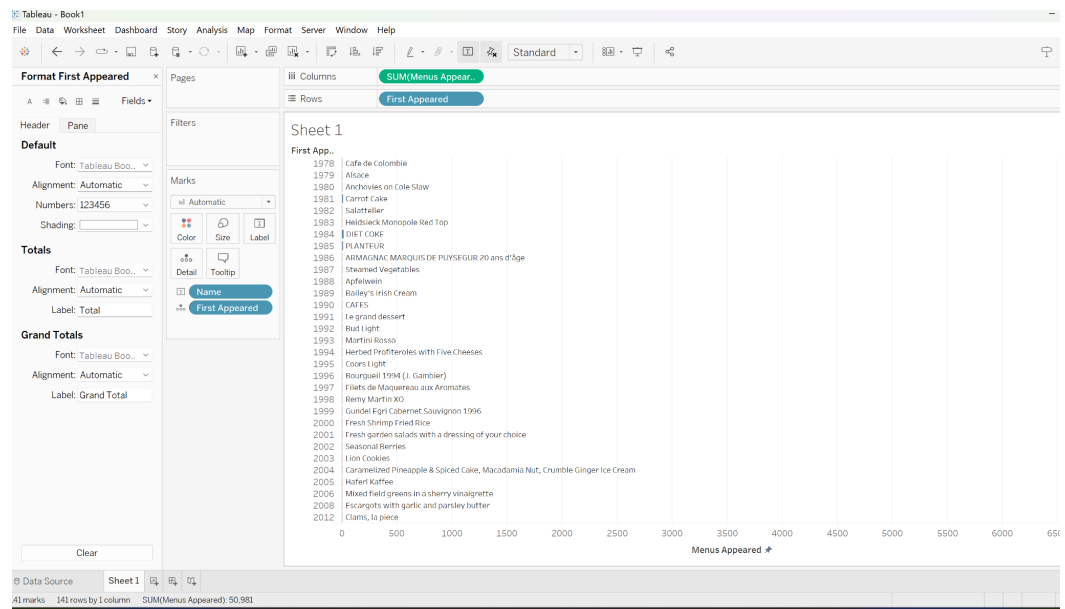 Tableau - Book1
File Data Worksheet Dashboard Story Analysis Map Format Server Window Help
Standard
Format First Appeared ×
Fields
Header Pane
Default
Font: Tableau Boo..
Alignment: Automatic
Numbers: 123456
Shading:
Totals
Font: Tableau Boo..
Alignment: Automatic
Label: Total
Grand Totals
Font: Tableau Boo..
Alignment: Automatic
Label: Grand Total
Clear
Pages
Filters
Marks
Automatic
Color Size Label
Detail Tooltip
Name
First Appeared
Columns SUM(Menus Appear..
Rows First Appeared
Sheet 1
First App..
1978 Cafe de Colombie
1979 Alsace
1980 Anchovies on Cole Slaw
1981 Carrot Cake
1982 Salatteller
1983 Heidsieck Monopole Red Top
1984 DIET COKE
1985 PLANTEUR
1986 ARMAGNAC MARQUIS DE PUYSEGUR 20 ans d'âge
1987 Steamed Vegetables
1988 Apfelwein
1989 Bailey's Irish Cream
1990 CAFES
1991 Le grand dessert
1992 Bud Light
1993 Martini Rosso
1994 Herbed Profiteroles with Five Cheeses
1995 Coors Light
1996 Bourgueil 1994 (J. Gambier)
1997 Filets de Maquereau aux Aromates
1998 Remy Martin XO
1999 Gundel Egri Cabernet Sauvignon 1996
2000 Fresh Shrimp Fried Rice
2001 Fresh garden salads with a dressing of your choice
2002 Seasonal Berries
2003 Lion Cookies
2004 Caramelized Pineapple & Spiced Cake, Macadamia Nut, Crumble Ginger Ice Cream
2005 Haferl Kaffee
2006 Mixed field greens in a sherry vinaigrette
2008 Escargots with garlic and parsley butter
2012 Clams, la piece
0 500 1000 1500 2000 2500 3000 3500 4000 4500 5000 5500 6000 650
Menus Appeared
Data Source Sheet 1
41 marks 141 rows by 1 column SUM(Menus Appeared): 50,981